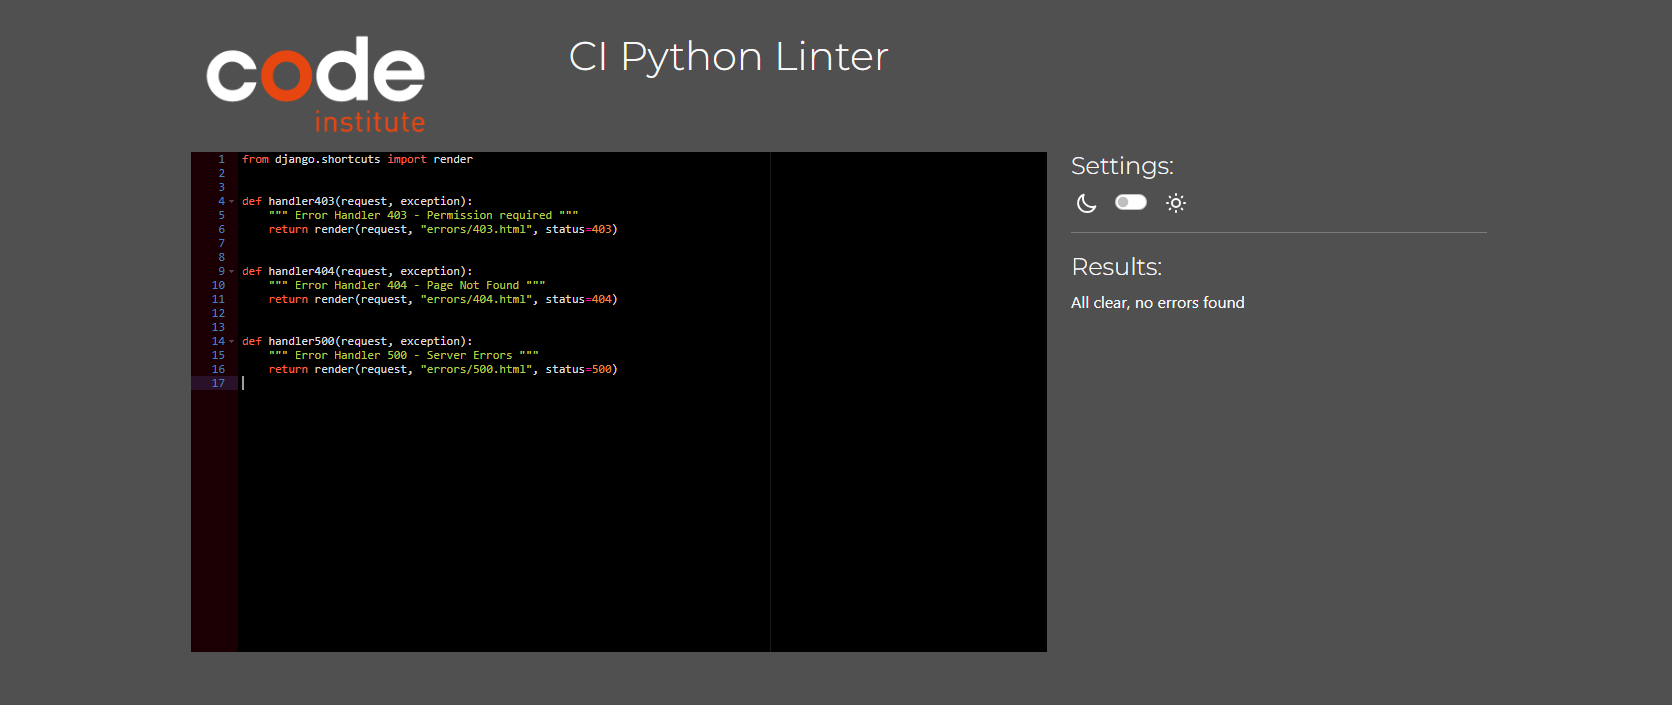 code
institute
CI Python Linter
1 from django.shortcuts import render
2
3
4 def handler403(request, exception):
5     """ Error Handler 403 - Permission required """
6     return render(request, "errors/403.html", status=403)
7
8
9 def handler404(request, exception):
10     """ Error Handler 404 - Page Not Found """
11     return render(request, "errors/404.html", status=404)
12
13
14 def handler500(request, exception):
15     """ Error Handler 500 - Server Errors """
16     return render(request, "errors/500.html", status=500)
17
Settings:
Results:
All clear, no errors found